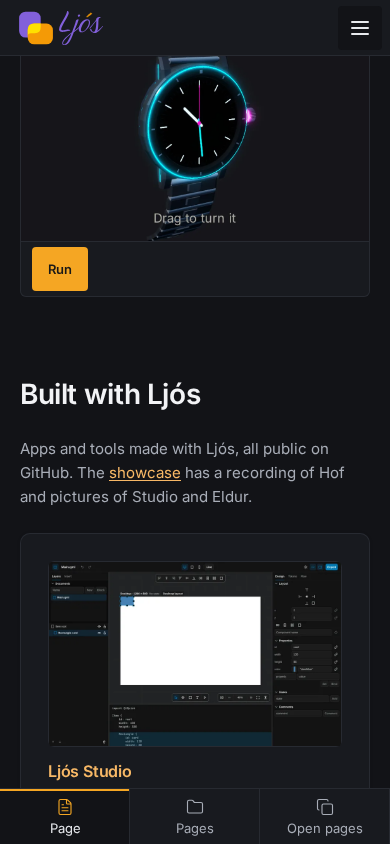 Ljós
Drag to turn it
Run
Built with Ljós
Apps and tools made with Ljós, all public on
GitHub. The showcase has a recording of Hof
and pictures of Studio and Eldur.
Ljós Studio
Page
Pages
Open pages